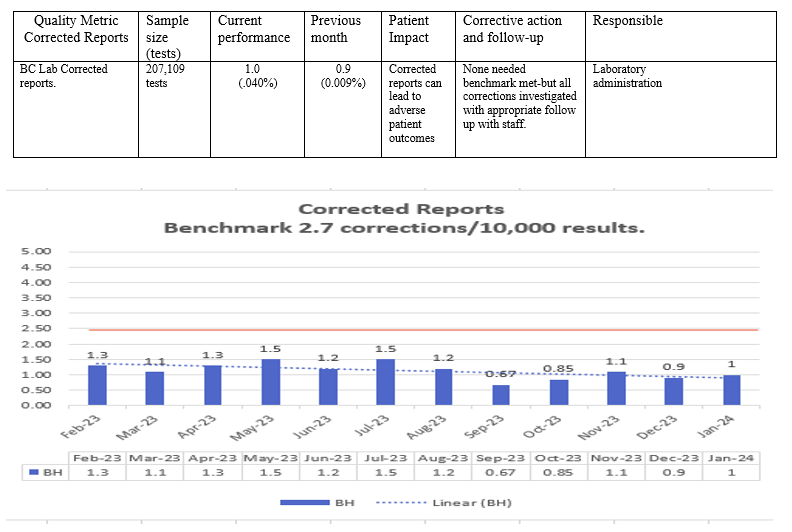 Quality Metric Corrected Reports
Sample size (tests)
Current performance
Previous month
Patient Impact
Corrective action and follow-up
Responsible
BC Lab Corrected reports.
207,109 tests
1.0 (.040%)
0.9 (0.009%)
Corrected reports can lead to adverse patient outcomes
None needed benchmark met-but all corrections investigated with appropriate follow up with staff.
Laboratory administration
Corrected Reports
Benchmark 2.7 corrections/10,000 results.
5.00
4.50
4.00
3.50
3.00
2.50
2.00
1.50
1.00
0.50
0.00
1.3 1.1 1.3 1.5 1.2 1.5 1.2 0.67 0.85 1.1 0.9 1
Feb-23 Mar-23 Apr-23 May-23 Jun-23 Jul-23 Aug-23 Sep-23 Oct-23 Nov-23 Dec-23 Jan-24
Feb-23 Mar-23 Apr-23 May-23 Jun-23 Jul-23 Aug-23 Sep-23 Oct-23 Nov-23 Dec-23 Jan-24
BH 1.3 1.1 1.3 1.5 1.2 1.5 1.2 0.67 0.85 1.1 0.9 1
BH Linear (BH)